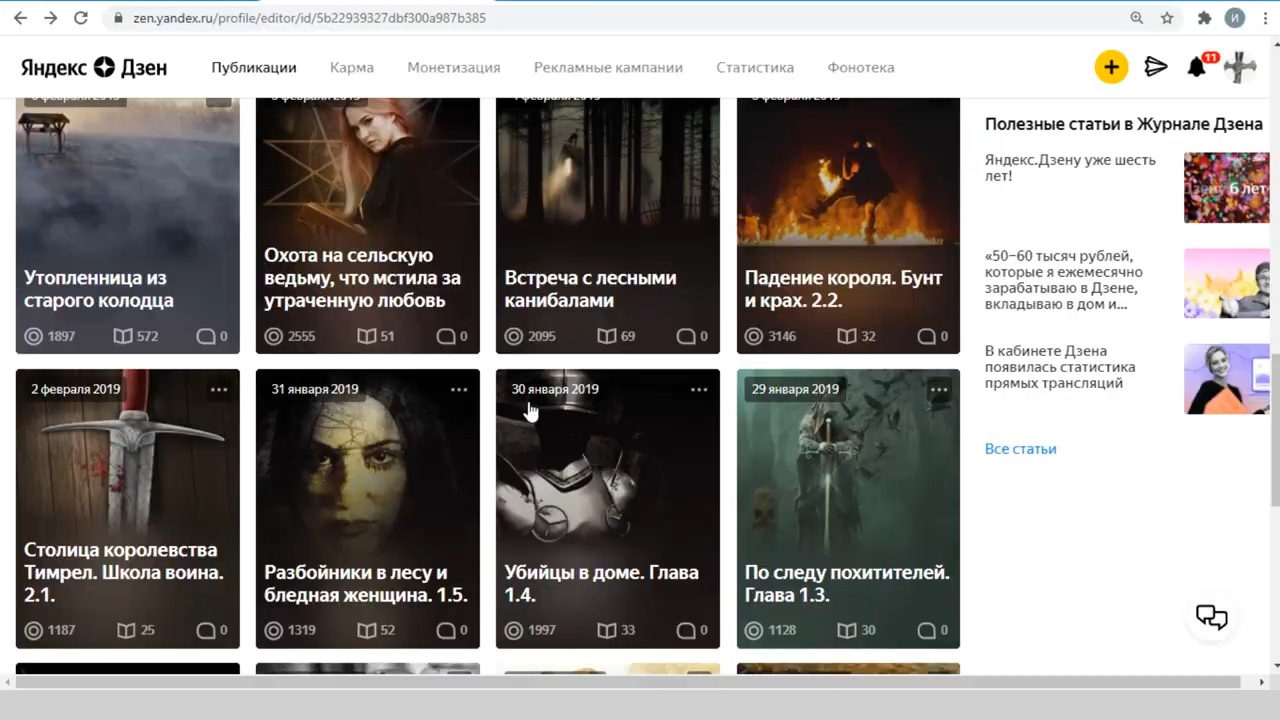 zen.yandex.ru/profile/editor/id/5b22939327dbf300a987b385
И
Яндекс Дзен
Публикации
Карма
Монетизация
Рекламные кампании
Статистика
Фонотека
11
Утопленница из
старого колодца
1897 572 0
Охота на сельскую
ведьму, что мстила за
утраченную любовь
2555 51 0
Встреча с лесными
канибалами
2095 69 0
Падение короля. Бунт
и крах. 2.2.
3146 32 0
2 февраля 2019
Столица королевства
Тимрел. Школа воина.
2.1.
1187 25 0
31 января 2019
Разбойники в лесу и
бледная женщина. 1.5.
1319 52 0
30 января 2019
Убийцы в доме. Глава
1.4.
1997 33 0
29 января 2019
По следу похитителей.
Глава 1.3.
1128 30 0
Полезные статьи в Журнале Дзена
Яндекс.Дзену уже шесть
лет!
Дзену 6 лет
«50–60 тысяч рублей,
которые я ежемесячно
зарабатываю в Дзене,
вкладываю в дом и...
В кабинете Дзена
появилась статистика
прямых трансляций
Все статьи